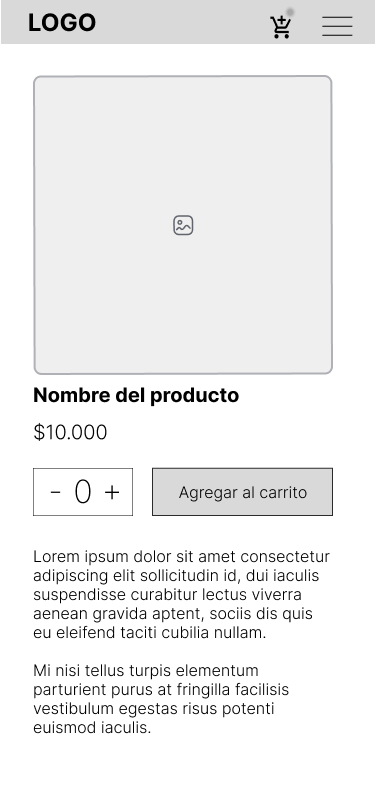 LOGO
Nombre del producto
$10.000
- 0 +
Agregar al carrito
Lorem ipsum dolor sit amet consectetur
adipiscing elit sollicitudin id, dui iaculis
suspendisse curabitur lectus viverra
aenean gravida aptent, sociis dis quis
eu eleifend taciti cubilia nullam.
Mi nisi tellus turpis elementum
parturient purus at fringilla facilisis
vestibulum egestas risus potenti
euismod iaculis.